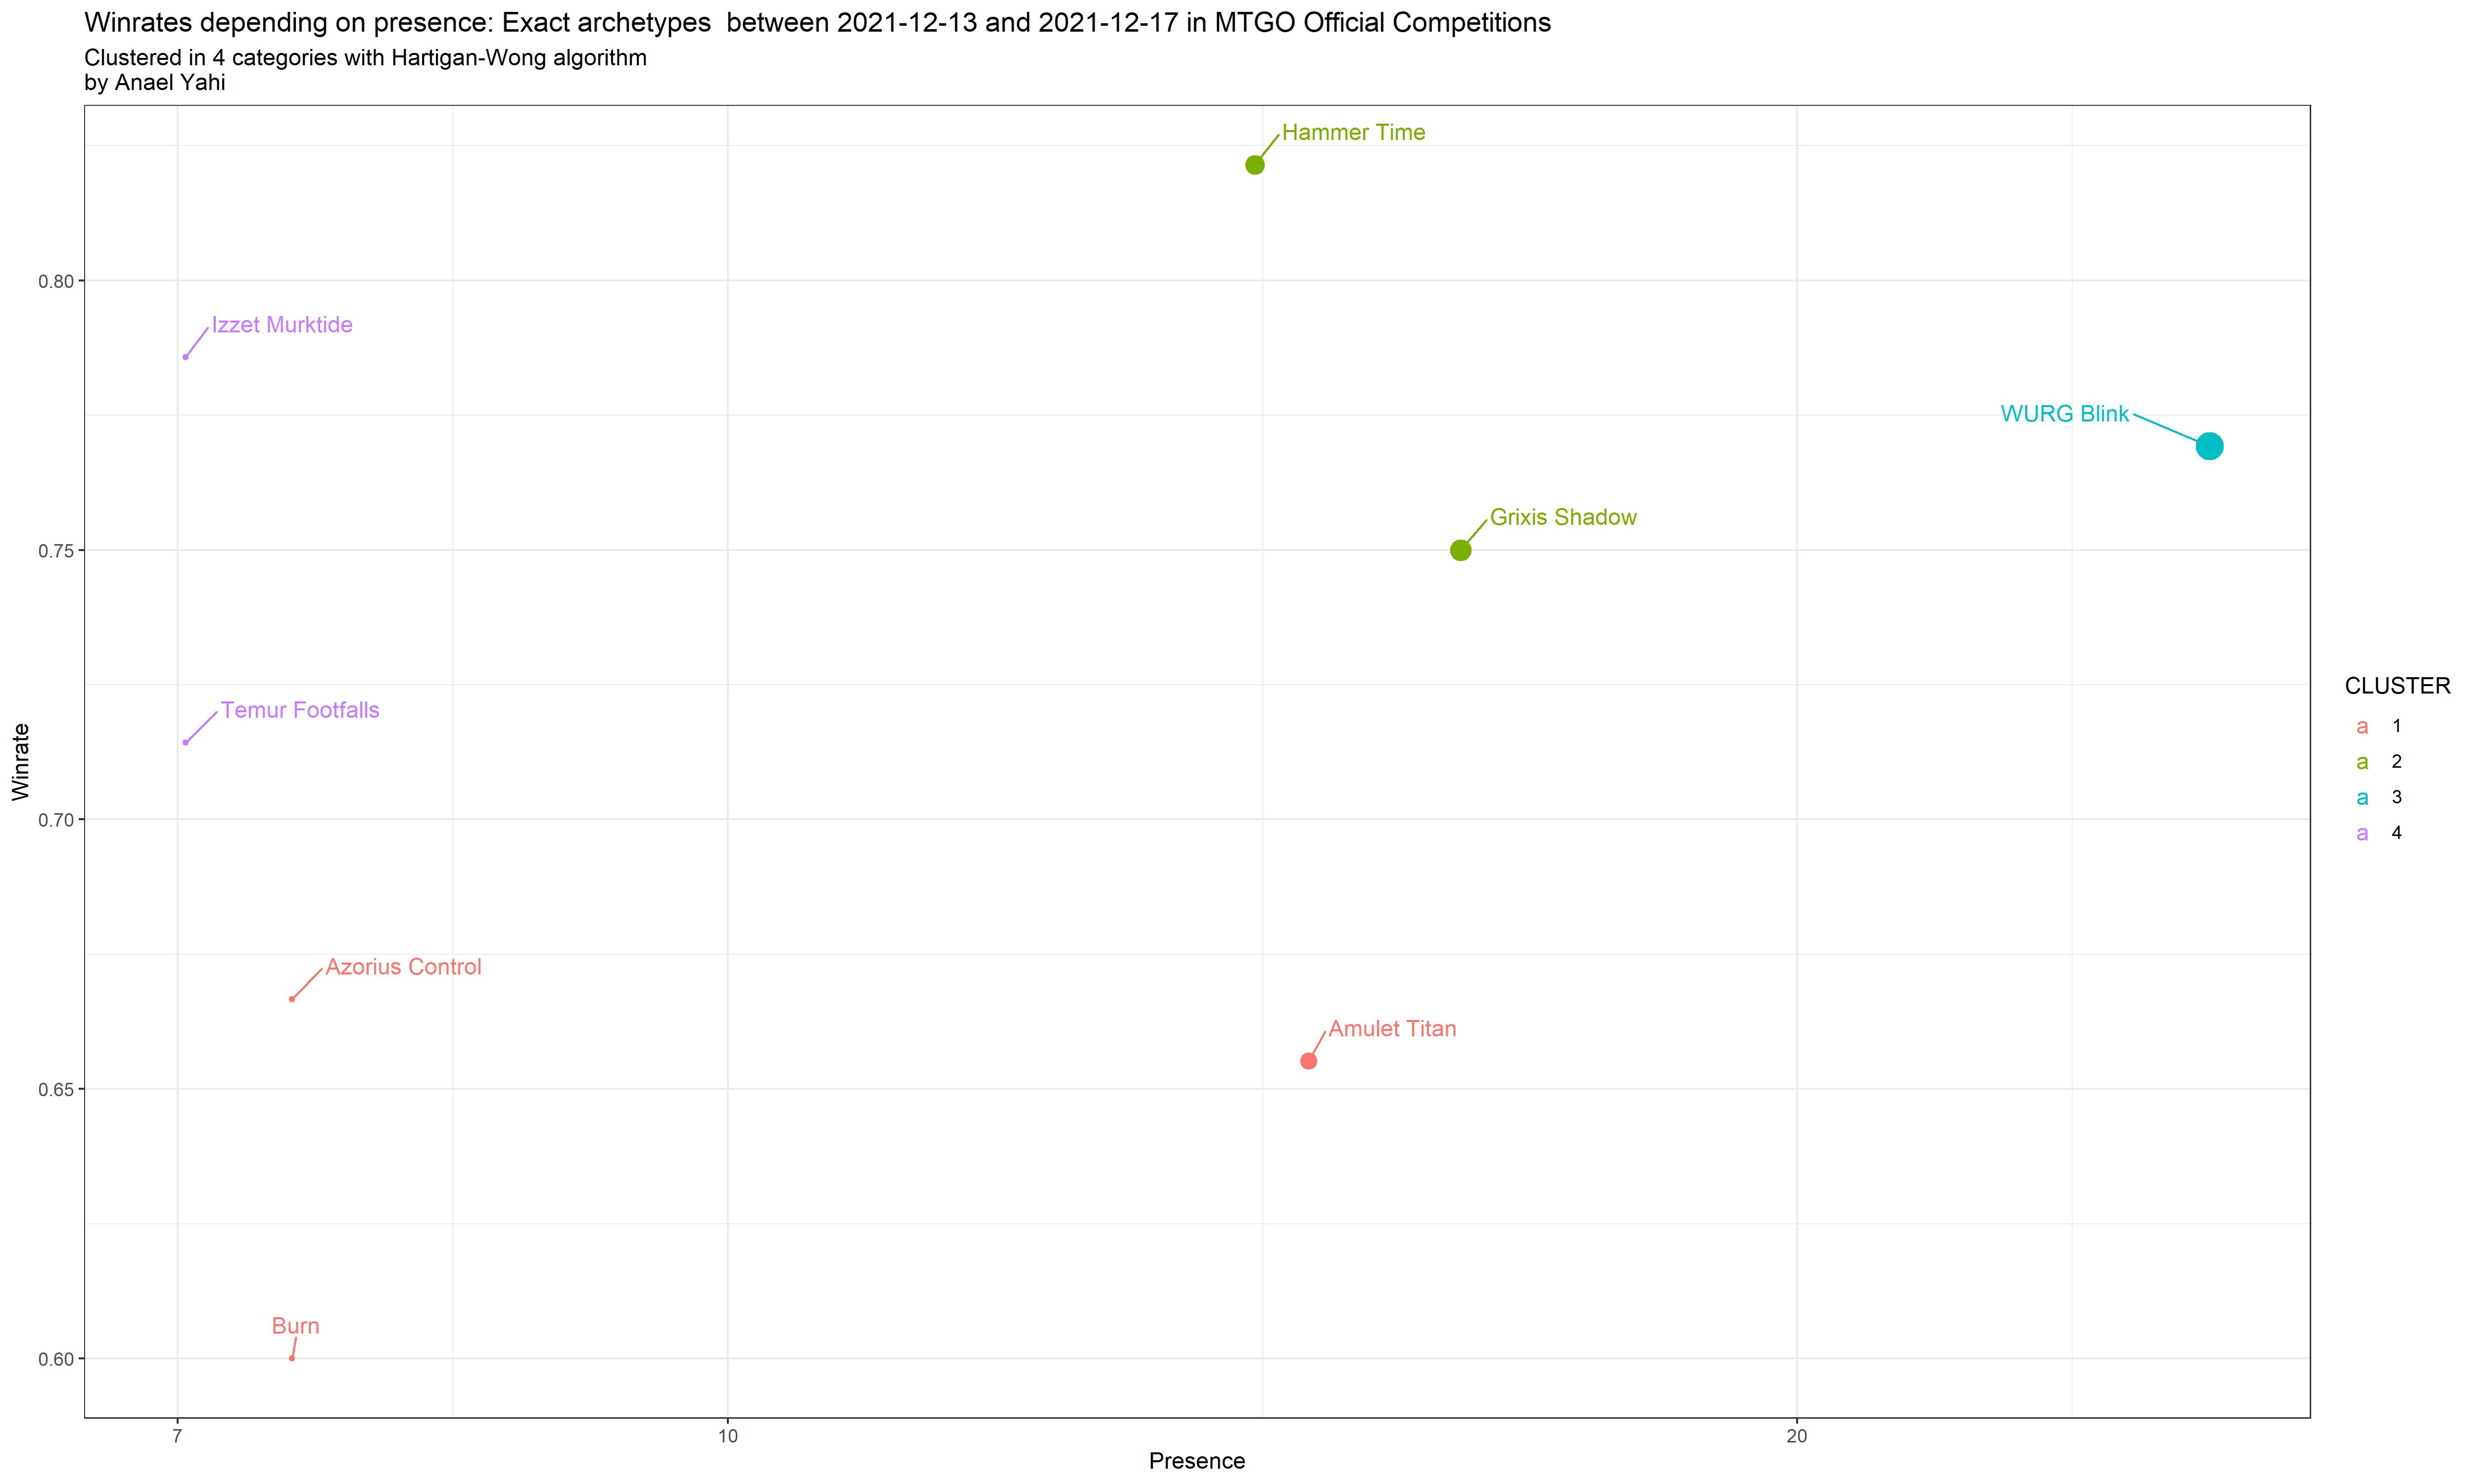 Winrates depending on presence: Exact archetypes  between 2021-12-13 and 2021-12-17 in MTGO Official Competitions
Clustered in 4 categories with Hartigan-Wong algorithm
by Anael Yahi
Hammer Time
0.80
Izzet Murktide
WURG Blink
Grixis Shadow
0.75
Temur Footfalls
CLUSTER
a 1
a 2
a 3
a 4
Winrate
0.70
Azorius Control
Amulet Titan
0.65
Burn
0.60
7 10 20
Presence